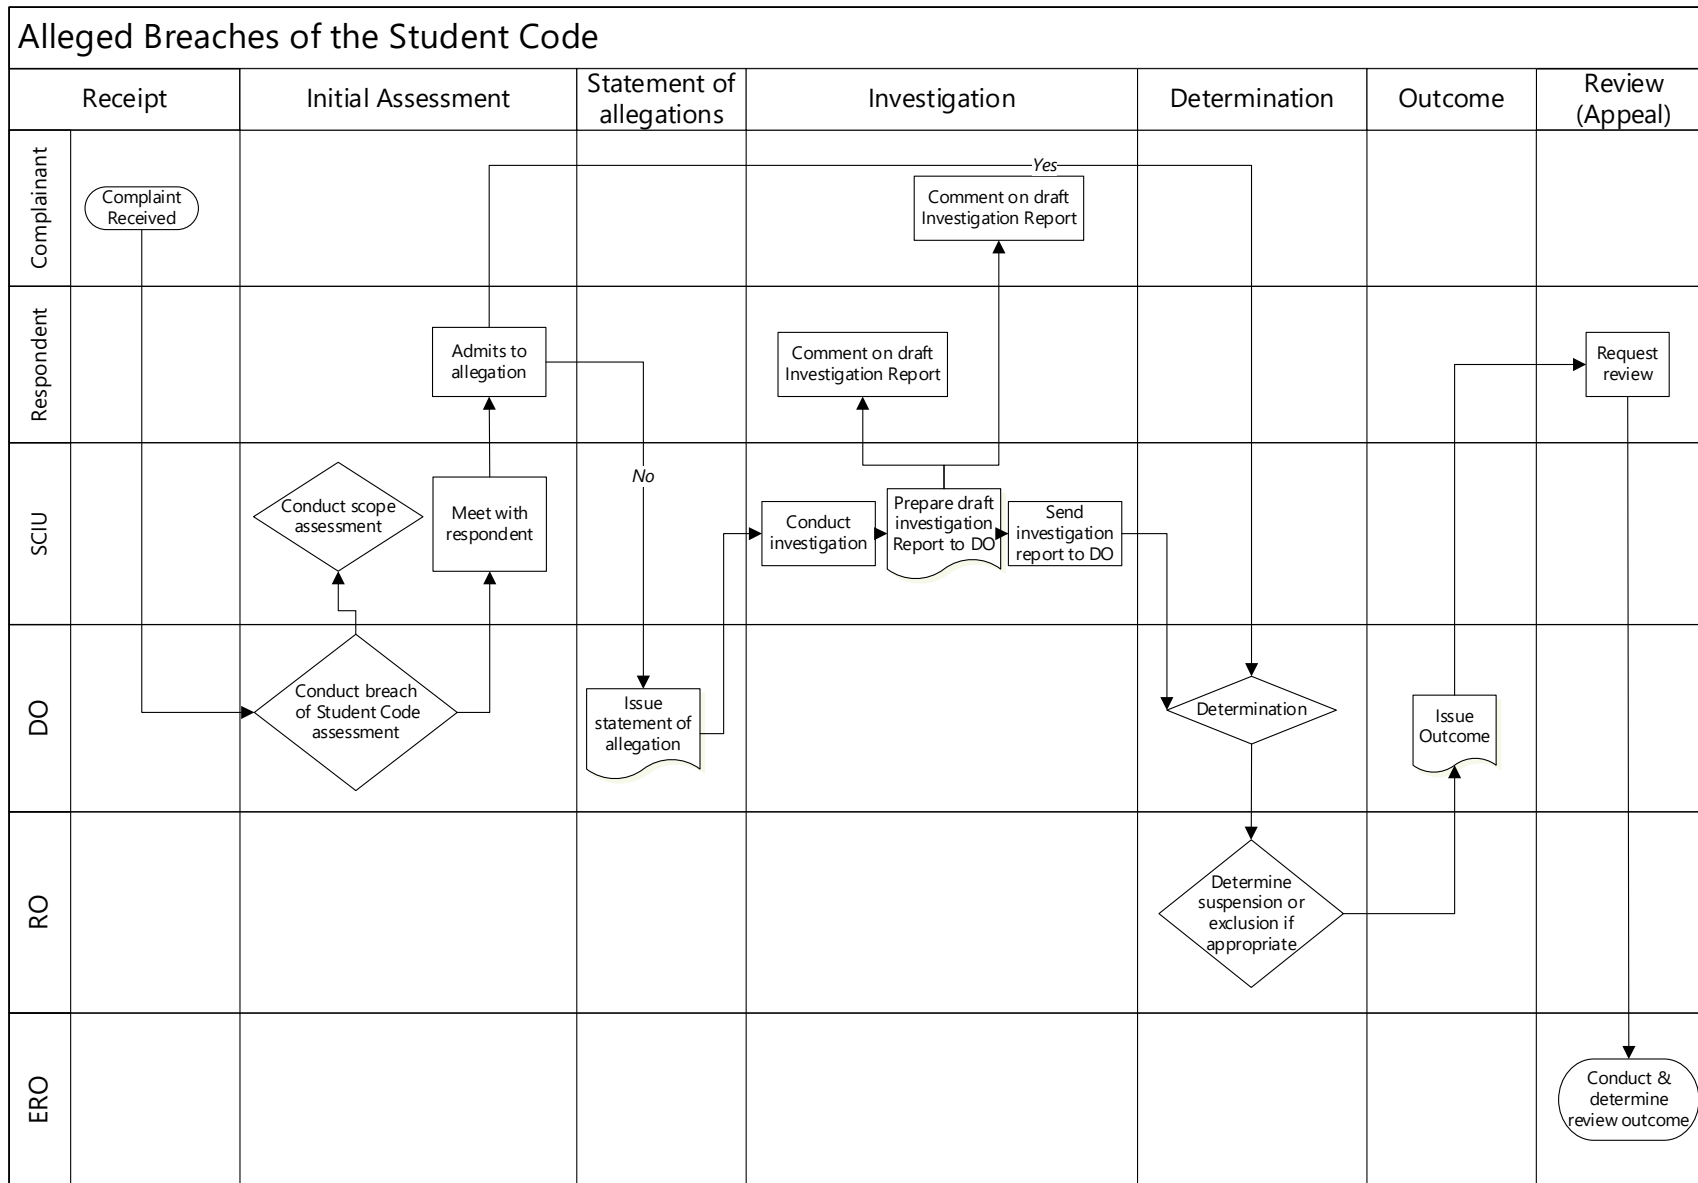 Alleged Breaches of the Student Code
Receipt
Initial Assessment
Statement of
allegations
Investigation
Determination
Outcome
Review
(Appeal)
Complainant
Complaint
Received
Yes
Comment on draft
Investigation Report
Respondent
Admits to
allegation
Comment on draft
Investigation Report
Request
review
SCIU
Conduct scope
assessment
Meet with
respondent
No
Conduct
investigation
Prepare draft
investigation
Report to DO
Send
investigation
report to DO
DO
Conduct breach
of Student Code
assessment
Issue
statement of
allegation
Determination
Issue
Outcome
RO
Determine
suspension or
exclusion if
appropriate
ERO
Conduct &
determine
review outcome